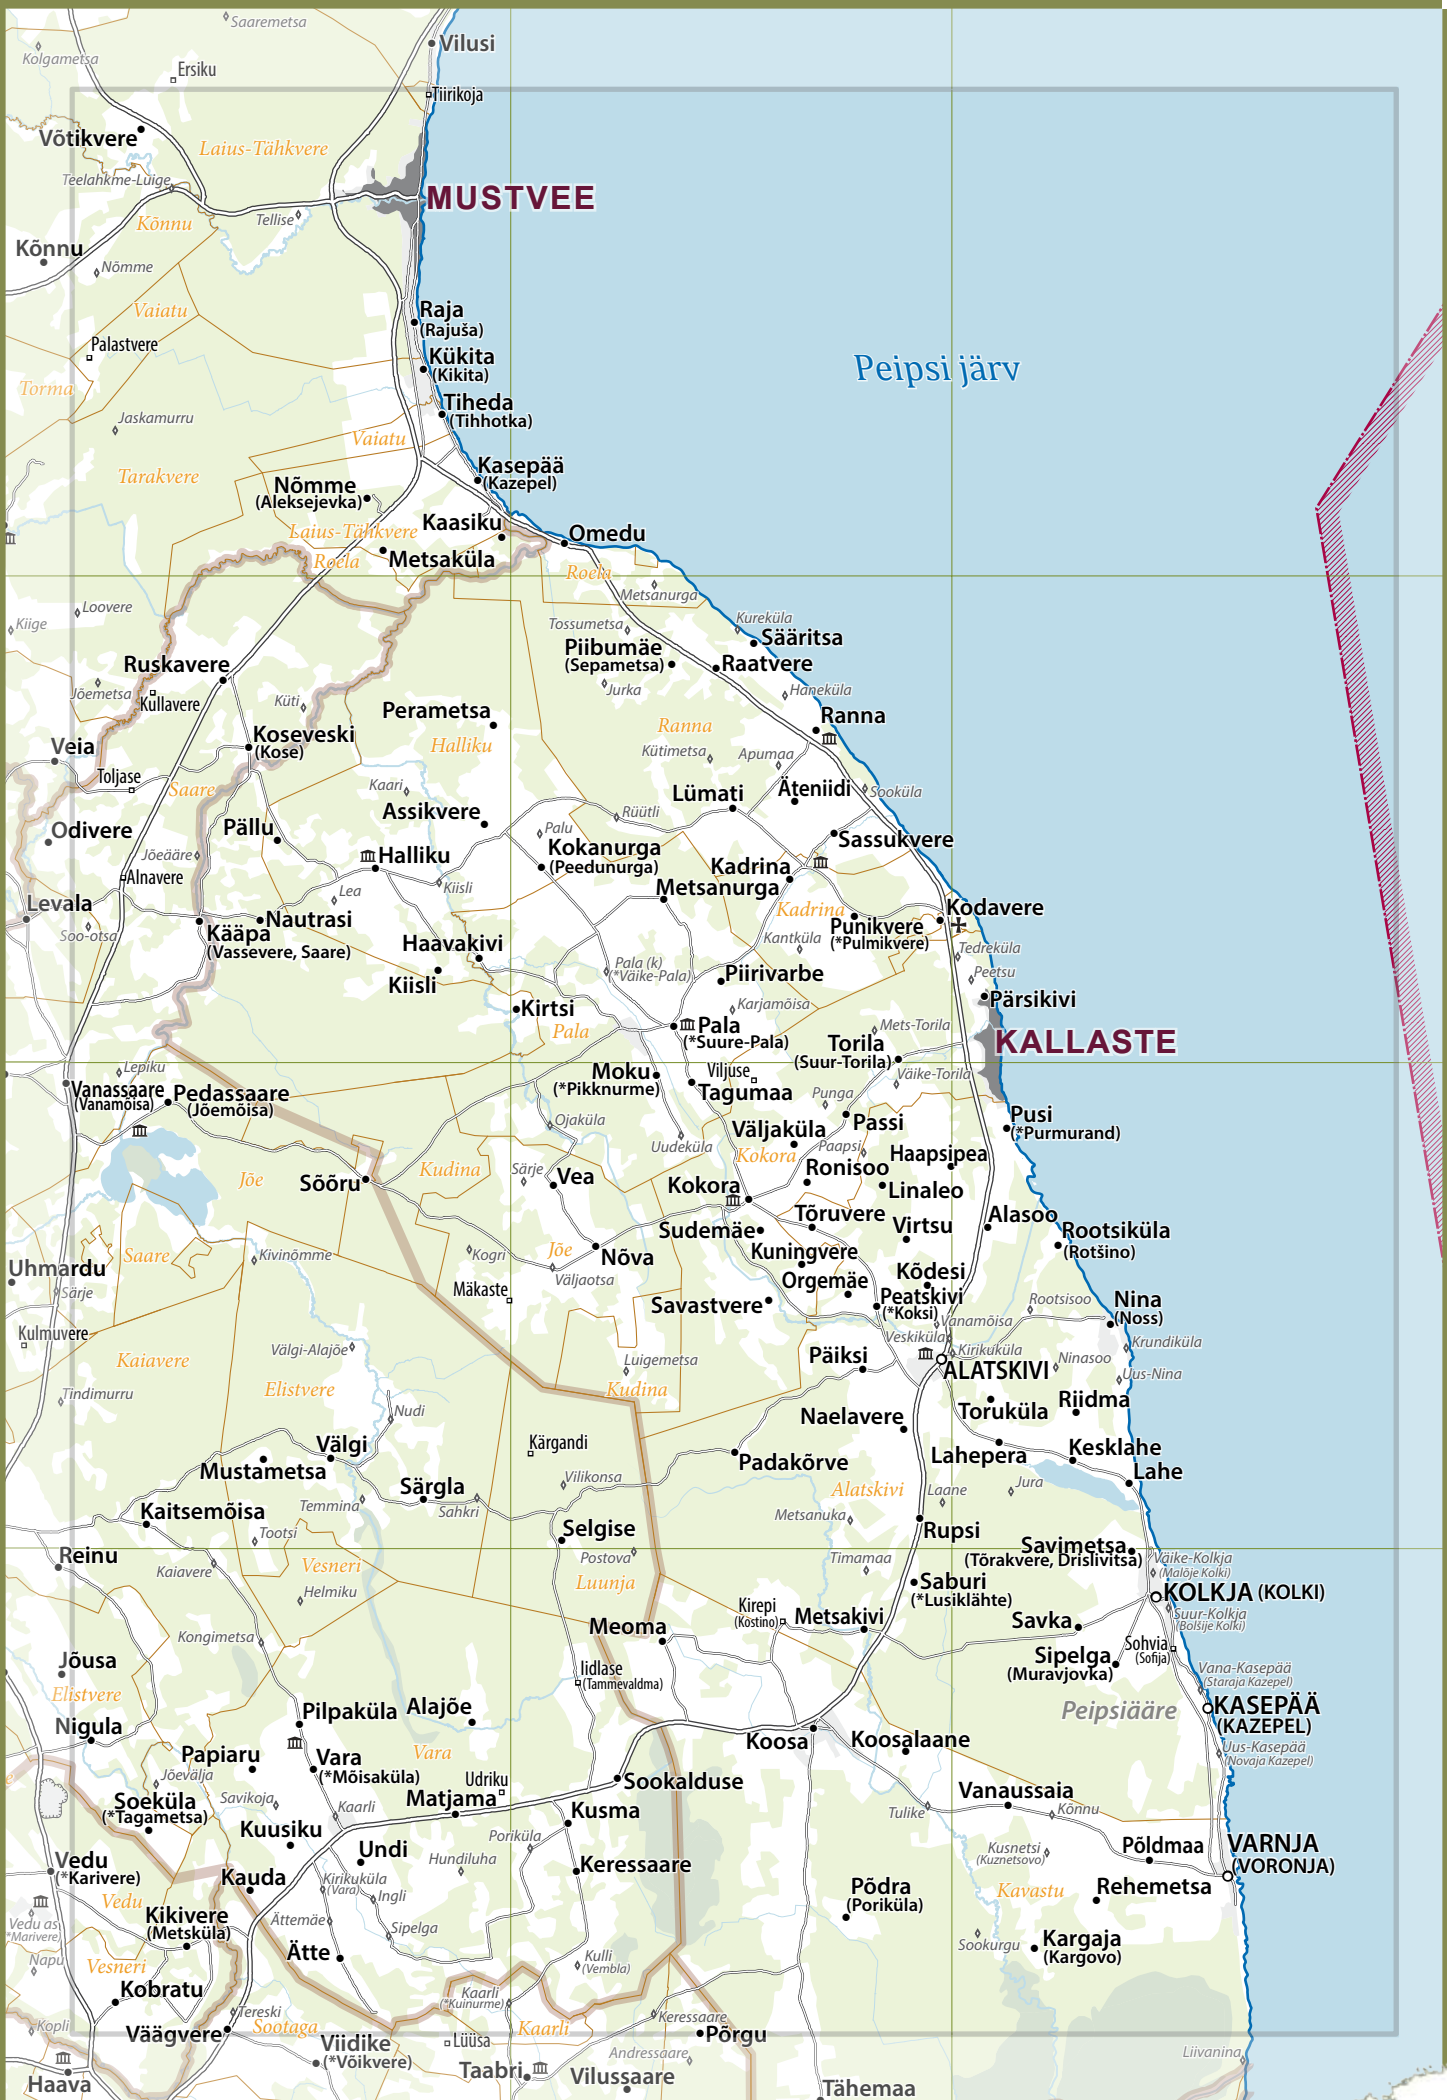 Saaremetsa
Vilusi
Kolgametsa
Ersiku
Tiirikoja
Võtikvere
Laius-Tähkvere
Teelahkme-Luige
MUSTVEE
Kõnnu
Tellise
Kõnnu
Nõmme
Vaiatu
Raja
(Rajuša)
Palastvere
Kükita
(Kikita)
Peipsi järv
Torma
Tiheda
(Tihhotka)
Jaskamurru
Vaiatu
Tarakvere
Kasepää
(Kazepel)
Nõmme
(Aleksejevka)
Kaasiku
Laius-Tähkvere
Omedu
Roela
Metsaküla
Roela
Metsanurga
Loovere
Kiige
Tossumetsa
Kureküla
Sääritsa
Piibumäe
(Sepametsa)
Raatvere
Ruskavere
Jõemetsa
Kullavere
Küti
Jurka
Haneküla
Perametsa
Ranna
Ranna
Koseveski
(Kose)
Halliku
Veia
Kütimetsa
Apumaa
Toljase
Saare
Kaari
Lümati
Äteniidi
Sooküla
Assikvere
Rüütli
Odivere
Pällu
Palu
Sassukvere
Jõeääre
Halliku
Kokanurga
(Peedunurga)
Kadrina
Alnavere
Lea
Kiisli
Metsanurga
Levala
Kadrina
Kodavere
Nautrasi
Punikvere
(*Pulmikvere)
Soo-otsa
Kääpa
(Vassevere, Saare)
Haavakivi
Kantküla
Tedreküla
Kiisli
Pala (k)
(*Väike-Pala)
Piirivarbe
Peetsu
Pärsikivi
Kirtsi
Karjamõisa
Pala
Pala
(*Suure-Pala)
Mets-Torila
Torila
(Suur-Torila)
KALLASTE
Lepiku
Moku
(*Pikknurme)
Viljuse
Väike-Torila
Vanassaare
(Vanamõisa)
Pedassaare
(Jõemõisa)
Tagumaa
Punga
Passi
Pusi
(*Purmurand)
Ojaküla
Uudeküla
Väljaküla
Paapsi
Haapsipea
Kokora
Kudina
Särje
Vea
Ronisoo
Linaleo
Jõe
Sõõru
Kokora
Tõruvere
Virtsu
Alasoo
Sudemäe
Rootsiküla
(Rotšino)
Saare
Kivinõmme
Kogri
Jõe
Nõva
Kuningvere
Uhmardu
Väljaotsa
Orgemäe
Kõdesi
Särje
Mäkaste
Savastvere
Peatskivi
(*Koksi)
Rootsisoo
Nina
(Noss)
Kulmuvere
Vanamõisa
Veskiküla
Välgi-Alajõe
Kirikuküla
Krundiküla
Kaiavere
Päiksi
Ninasoo
Luigemetsa
ALATSKIVI
Uus-Nina
Tindimurru
Elistvere
Kudina
Nudi
Toruküla
Riidma
Naelavere
Välgi
Kärgandi
Lahepera
Kesklahe
Mustametsa
Padakõrve
Lahe
Särgla
Vilikonsa
Alatskivi
Laane
Jura
Temmina
Sahkri
Kaitsemõisa
Metsanuka
Rupsi
Tootsi
Selgise
Reinu
Savimetsa
(Tõrakvere, Drislivitsa)
Kaiavere
Vesneri
Postova
Timamaa
Väike-Kolkja
(Maloje Kolki)
Helmiku
Luunja
Saburi
(*Lusiklähte)
KOLKJA (KOLKI)
Kirepi
(Kostino)
Metsakivi
Suur-Kolkja
(Bolšije Kolki)
Kongimetsa
Meoma
Savka
Sohvia
(Sofija)
Jõusa
Iidlase
(Tammevaldma)
Sipelga
(Muravjovka)
Vana-Kasepää
(Staraja Kazepel)
Elistvere
Pilpaküla
Alajõe
Peipsiääre
KASEPÄÄ
(KAZEPEL)
Nigula
Koosa
Koosalaane
Papiaru
Vara
(*Mõisaküla)
Vara
Uus-Kasepää
(Novaja Kazepel)
Jõevälja
Udriku
Sookalduse
Savikoja
Matjama
Vanaussaia
Soeküla
(*Tagametsa)
Kaarli
Kusma
Tulike
Kõnnu
Kuusiku
Poriküla
Undi
Kusnetsi
(Kuznetsovo)
Põldmaa
VARNJA
(VORONJA)
Vedu
(*Karivere)
Hundiluha
Keressaare
Kauda
Kirikuküla
(Vara)
Põdra
(Poriküla)
Kavastu
Rehemetsa
Vedu
Ingli
Kikivere
(Metsküla)
Vedu as
*Marivere)
Ättemäe
Sipelga
Sookurgu
Kargaja
(Kargovo)
Napu
Vesneri
Ätte
Kulli
(Vembla)
Kobratu
Kaarli
(*Kuinurme)
Tereski
Keressaare
Kopli
Väägvere
Sootaga
Kaarli
Põrgu
Viidike
(*Võikvere)
Lüüsa
Andressaare
Liivanina
Haava
Taabri
Vilussaare
Tähemaa